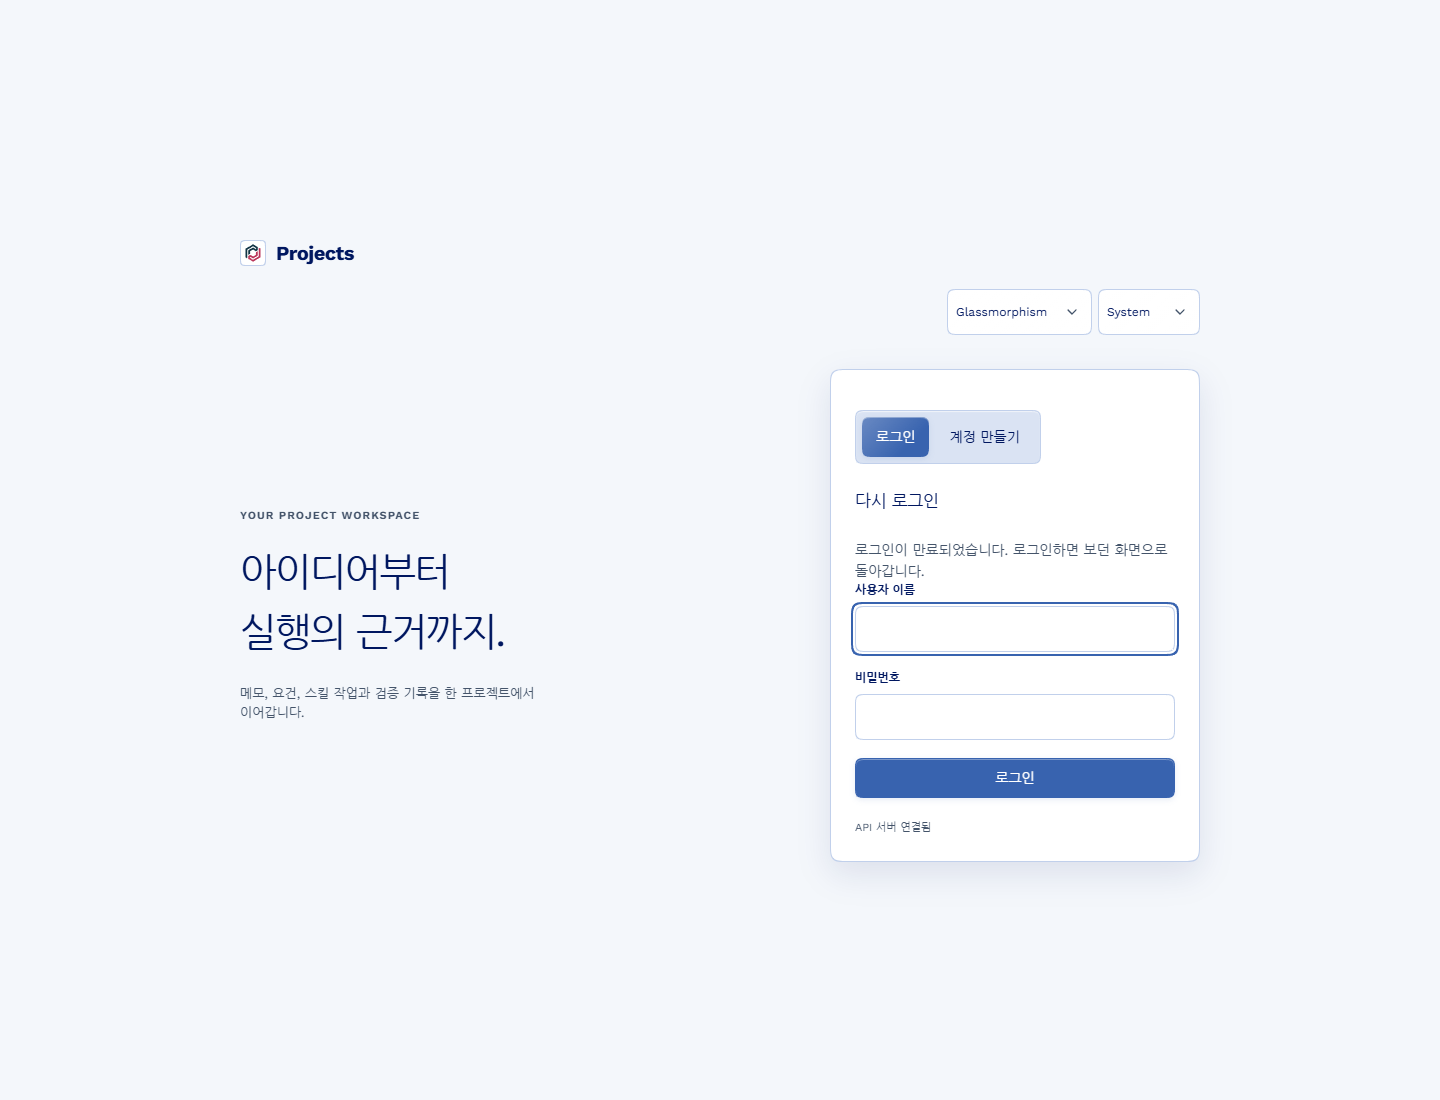 Projects
Glassmorphism
System
로그인
계정 만들기
다시 로그인
로그인이 만료되었습니다. 로그인하면 보던 화면으로
돌아갑니다.
사용자 이름
비밀번호
로그인
API 서버 연결됨
YOUR PROJECT WORKSPACE
아이디어부터
실행의 근거까지.
메모, 요건, 스킬 작업과 검증 기록을 한 프로젝트에서
이어갑니다.